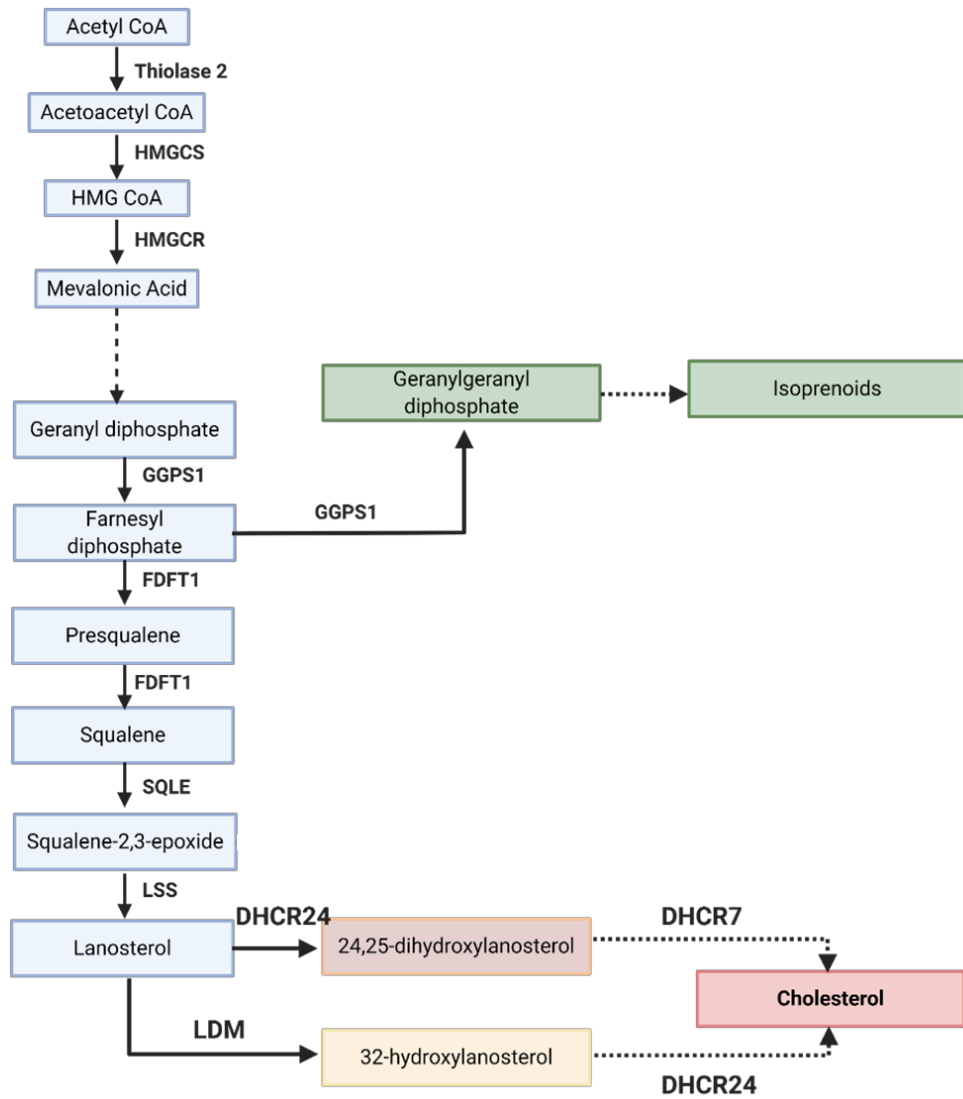 Acetyl CoA
Thiolase 2
Acetoacetyl CoA
HMGCS
HMG CoA
HMGCR
Mevalonic Acid
Geranylgeranyl
diphosphate
Isoprenoids
Geranyl diphosphate
GGPS1
Farnesyl
diphosphate
GGPS1
FDFT1
Presqualene
FDFT1
Squalene
SQLE
Squalene-2,3-epoxide
LSS
Lanosterol
DHCR24
24,25-dihydroxylanosterol
DHCR7
Cholesterol
LDM
32-hydroxylanosterol
DHCR24